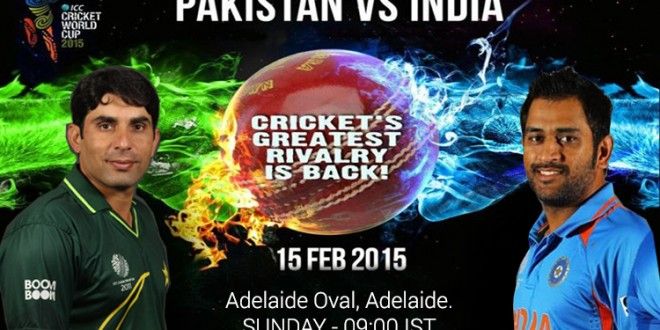 PAKISTAN VS INDIA
ICC
CRICKET
WORLD
CUP
2015
CRICKET'S
GREATEST
RIVALRY
IS BACK!
15 FEB 2015
Adelaide Oval, Adelaide.
SUNDAY - 09:00 IST
BOOM
BOOM
INDIA